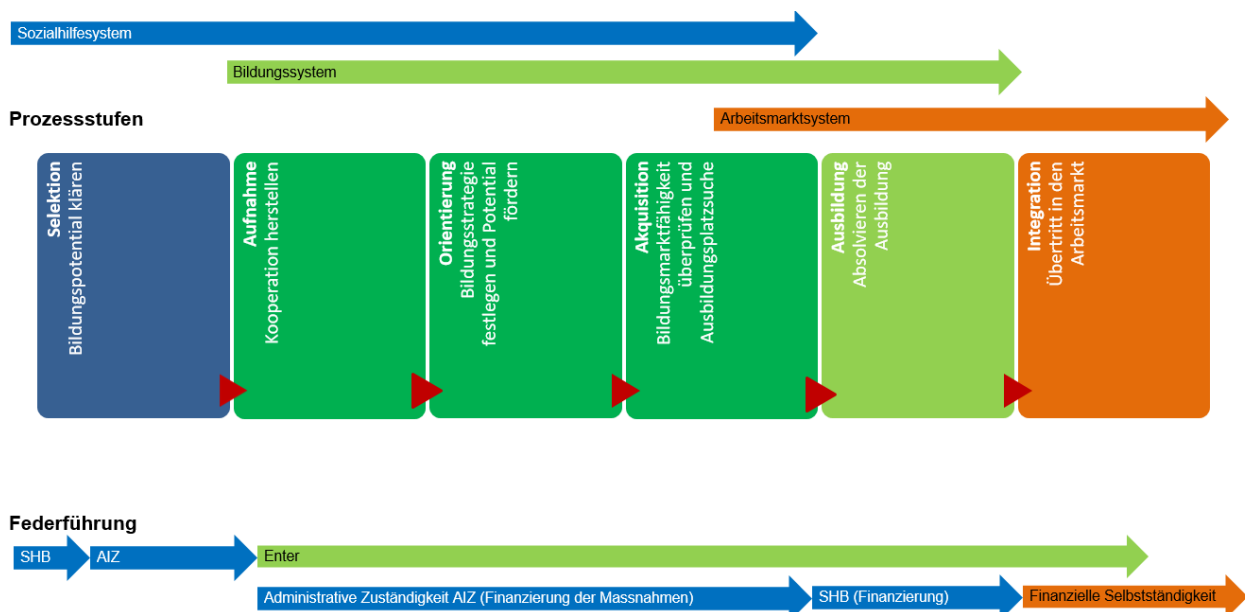 Sozialhilfesystem
Bildungssystem
Prozessstufen
Arbeitsmarktsystem
Selektion
Bildungspotential klären
Aufnahme
Kooperation herstellen
Orientierung
Bildungsstrategie
festlegen und Potential
fördern
Akquisition
Bildungsmarktfähigkeit
überprüfen und
Ausbildungsplatzsuche
Ausbildung
Absolvieren der
Ausbildung
Integration
Übertritt in den
Arbeitsmarkt
Federführung
SHB
AIZ
Enter
Administrative Zuständigkeit AIZ (Finanzierung der Massnahmen)
SHB (Finanzierung)
Finanzielle Selbstständigkeit